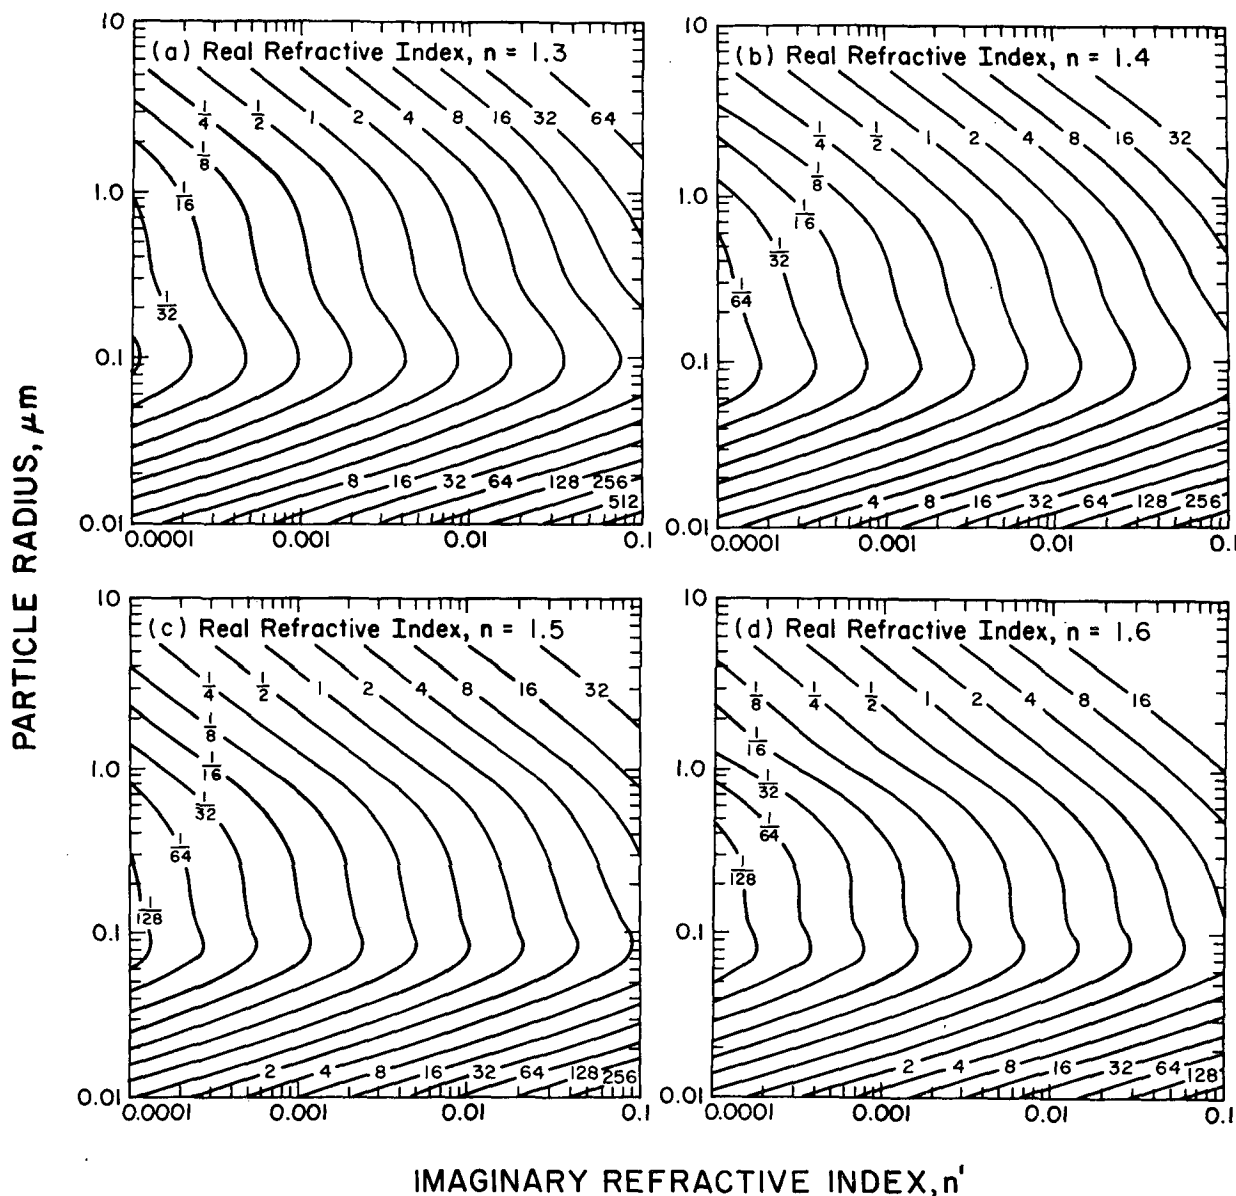 PARTICLE RADIUS, μm
(a) Real Refractive Index, n = 1.3
10
1.0
0.1
0.01
1/4 1/2 1 2 4 8 16 32 64
1/8
1/16
1/32
8 16 32 64 128 256
512
0.0001 0.001 0.01 0.1
(b) Real Refractive Index, n = 1.4
10
1.0
0.1
0.01
1/4 1/2 1 2 4 8 16 32
1/8
1/16
1/32
1/64
4 8 16 32 64 128 256
0.0001 0.001 0.01 0.1
(c) Real Refractive Index, n = 1.5
10
1.0
0.1
0.01
1/4 1/2 1 2 4 8 16 32
1/8
1/16
1/32
1/64
1/128
2 4 8 16 32 64 128 256
0.0001 0.001 0.01 0.1
(d) Real Refractive Index, n = 1.6
10
1.0
0.1
0.01
1/8 1/4 1/2 1 2 4 8 16
1/16
1/32
1/64
1/128
2 4 8 16 32 64 128
0.0001 0.001 0.01 0.1
IMAGINARY REFRACTIVE INDEX, n'